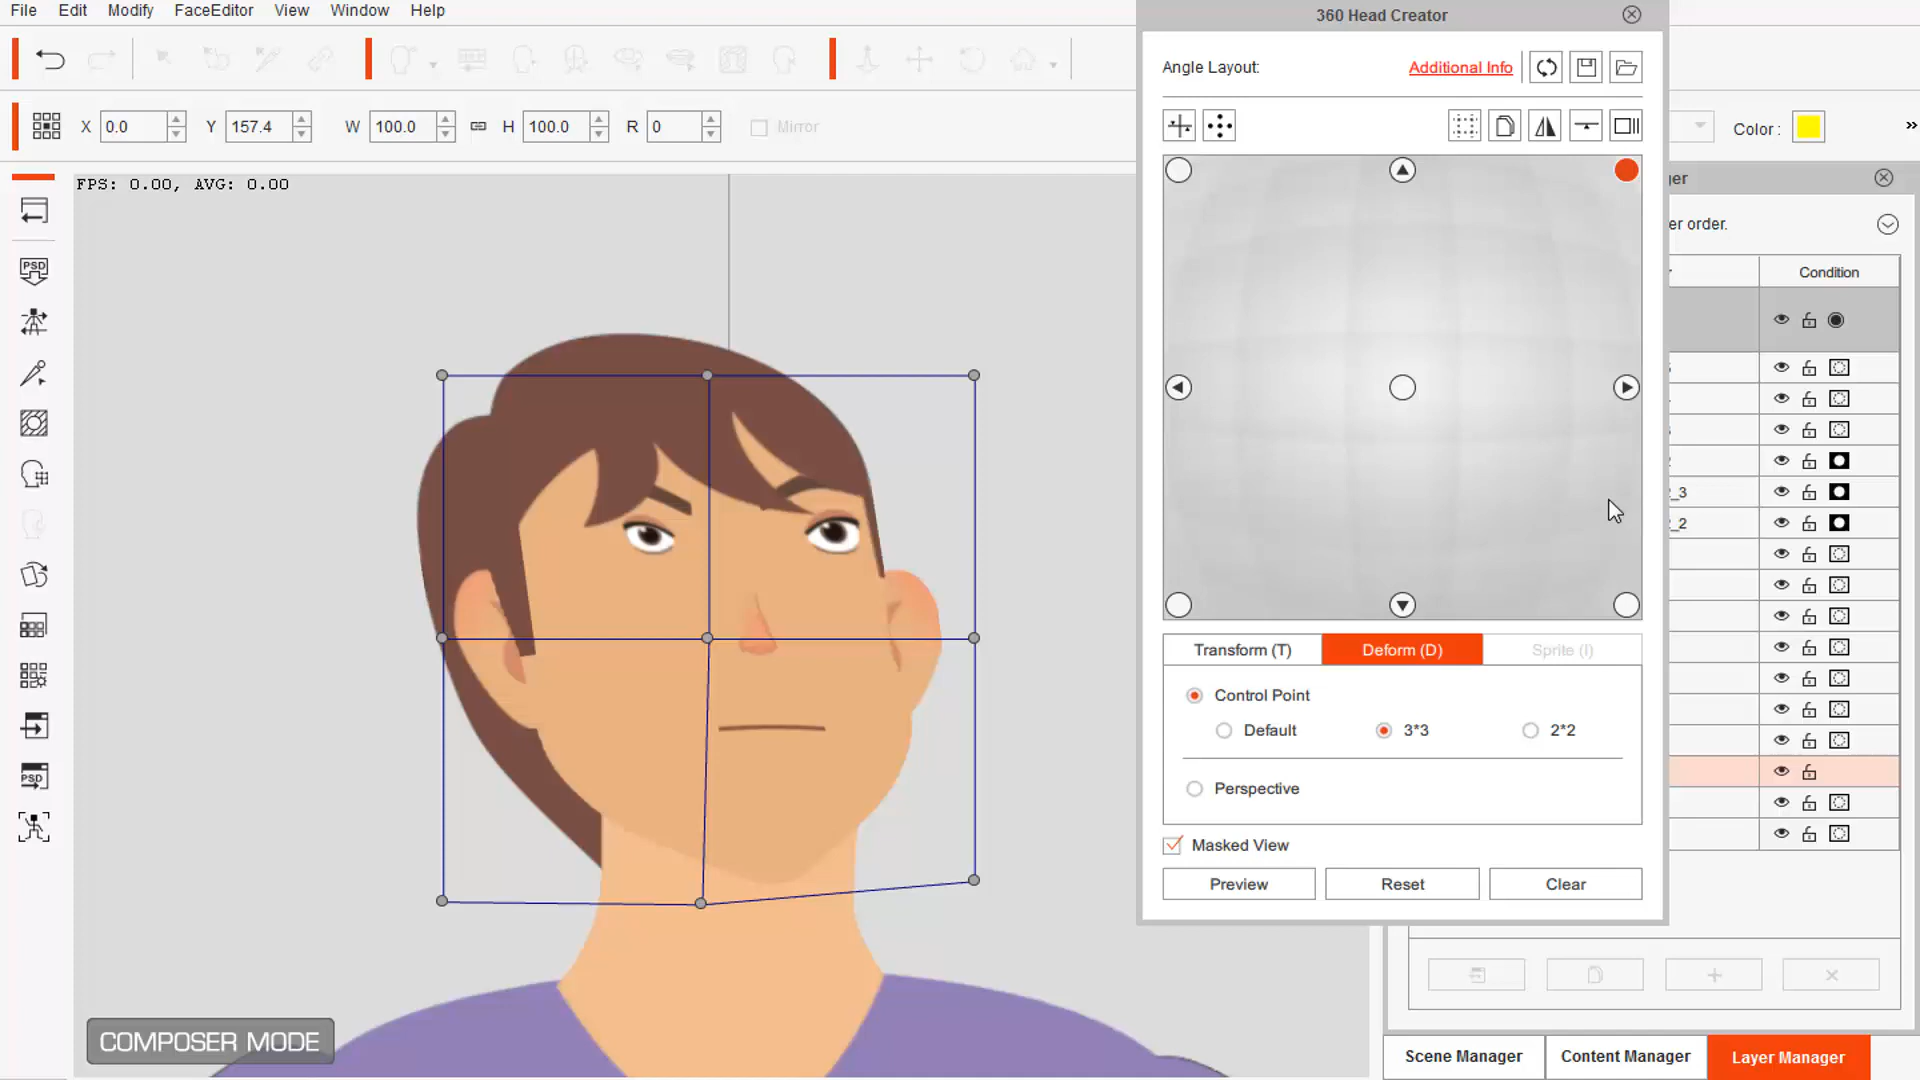 File Edit Modify FaceEditor View Window Help
360 Head Creator
Angle Layout: Additional Info
X 0.0 Y 157.4 W 100.0 H 100.0 R 0 Mirror
Color :
FPS: 0.00, AVG: 0.00
er order.
Condition
_3
_2
Transform (T) Deform (D) Sprite (I)
Control Point
Default 3*3 2*2
Perspective
Masked View
Preview Reset Clear
PSD
PSD
COMPOSER MODE
Scene Manager Content Manager Layer Manager